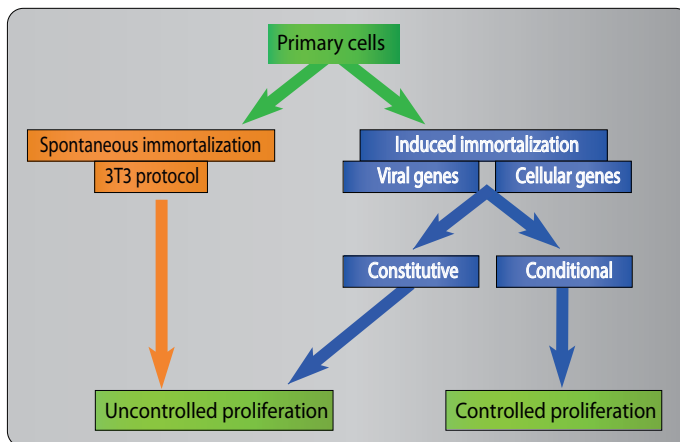 Primary cells
Spontaneous immortalization
3T3 protocol
Induced immortalization
Viral genes
Cellular genes
Constitutive
Conditional
Uncontrolled proliferation
Controlled proliferation